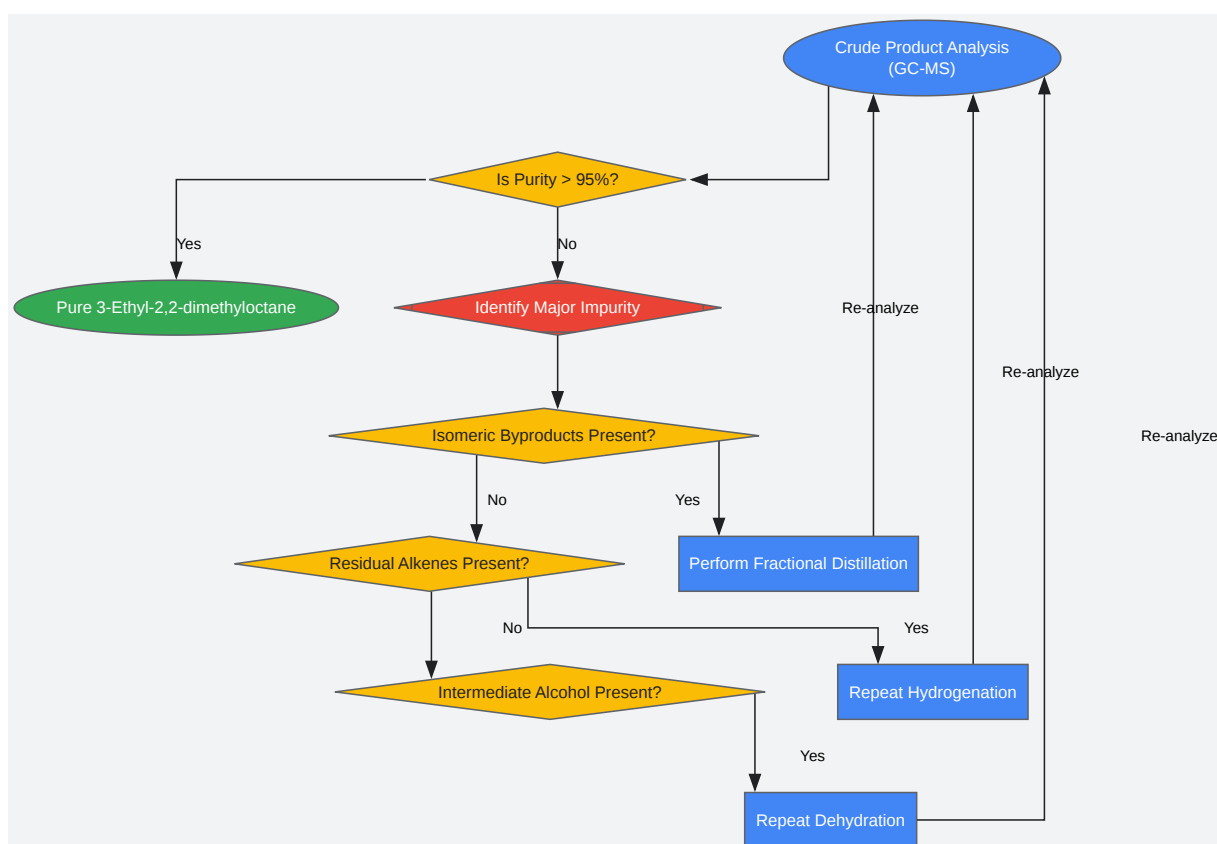 Crude Product Analysis
(GC-MS)
Is Purity > 95%?
Yes
No
Pure 3-Ethyl-2,2-dimethyloctane
Identify Major Impurity
Re-analyze
Re-analyze
Isomeric Byproducts Present?
Re-analyze
No
Yes
Residual Alkenes Present?
Perform Fractional Distillation
No
Yes
Intermediate Alcohol Present?
Repeat Hydrogenation
Yes
Repeat Dehydration